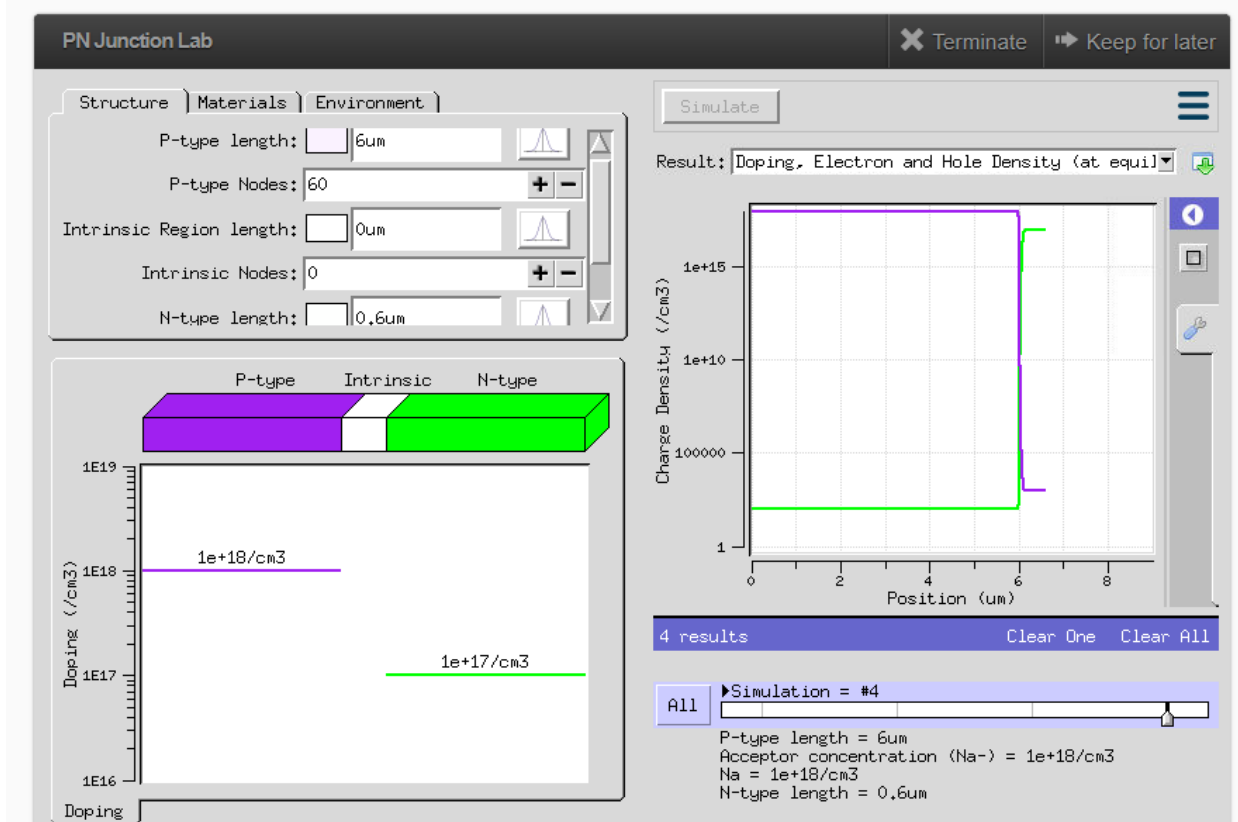 PN Junction Lab
Terminate
Keep for later
Structure
Materials
Environment
P-type length: 6um
P-type Nodes: 60
Intrinsic Region length: 0um
Intrinsic Nodes: 0
N-type length: 0.6um
P-type Intrinsic N-type
1E19
1e+18/cm3
1E18
1e+17/cm3
1E17
1E16
Doping (/cm3)
Doping
Simulate
Result: Doping, Electron and Hole Density (at equil
1e+15
1e+10
100000
1
Charge Density (/cm3)
0 2 4 6 8
Position (um)
4 results Clear One Clear All
All
Simulation = #4
P-type length = 6um
Acceptor concentration (Na-) = 1e+18/cm3
Na = 1e+18/cm3
N-type length = 0.6um